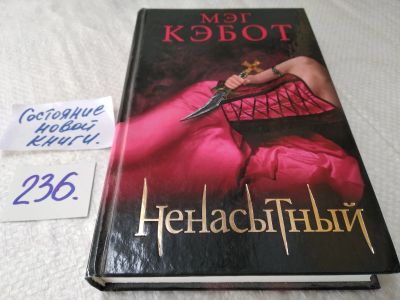 МЭГ
КЭБОТ
Состояние
новой
книги.
236.
НЕНАСЫТНЫЙ